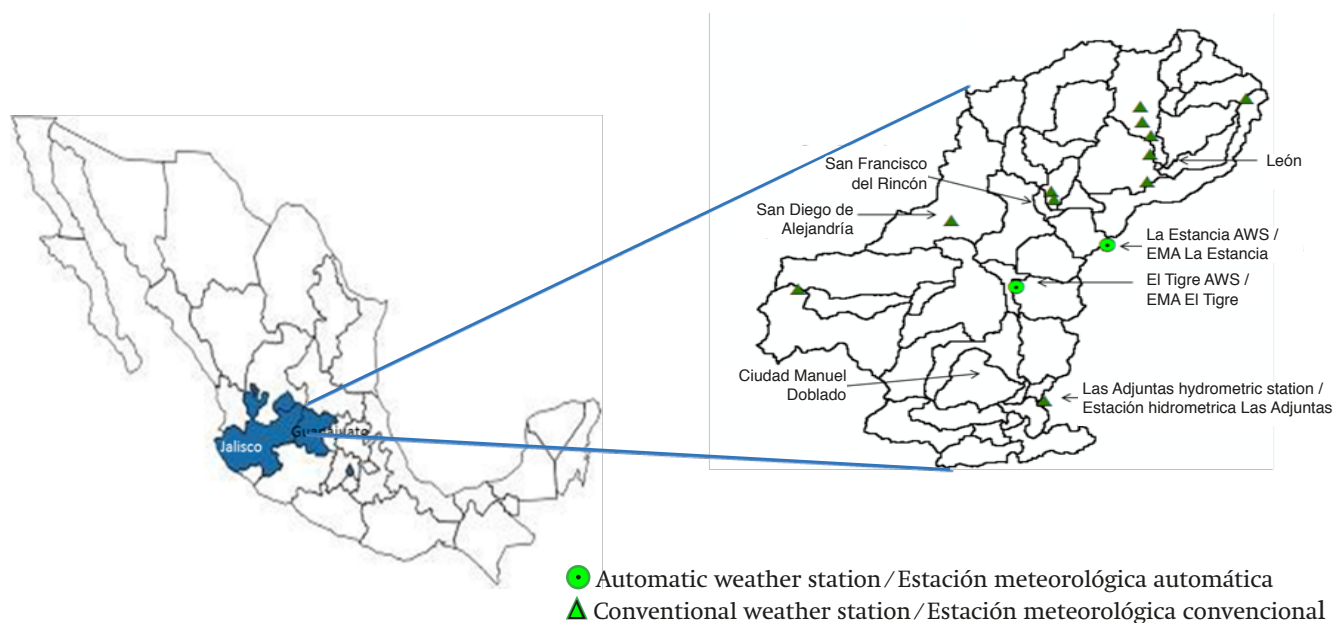 San Francisco
del Rincón
León
San Diego de
Alejandría
La Estancia AWS /
EMA La Estancia
El Tigre AWS /
EMA El Tigre
Ciudad Manuel
Doblado
Las Adjuntas hydrometric station /
Estación hidrometrica Las Adjuntas
Guanajuato
Jalisco
Automatic weather station/Estación meteorológica automática
Conventional weather station/Estación meteorológica convencional